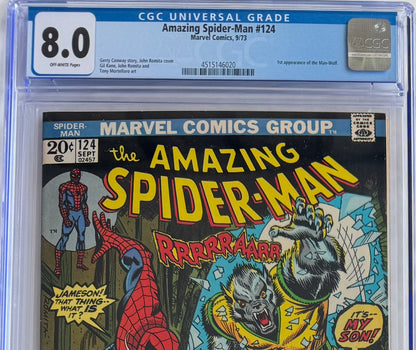 CGC UNIVERSAL GRADE
Amazing Spider-Man #124
Marvel Comics, 9/73
8.0
OFF-WHITE Pages
Gerry Conway story, John Romita cover
Gil Kane, John Romita and
Tony Mortellaro art
4515146020
1st appearance of the Man-Wolf.
CGC
SPIDER-
MAN
MARVEL COMICS GROUP
TM
20¢
124
SEPT
02457
the AMAZING
SPIDER-MAN
RRRRRAARR
JAMESON!
THAT THING--
WHAT IS
IT?
IT'S--
MY
SON!